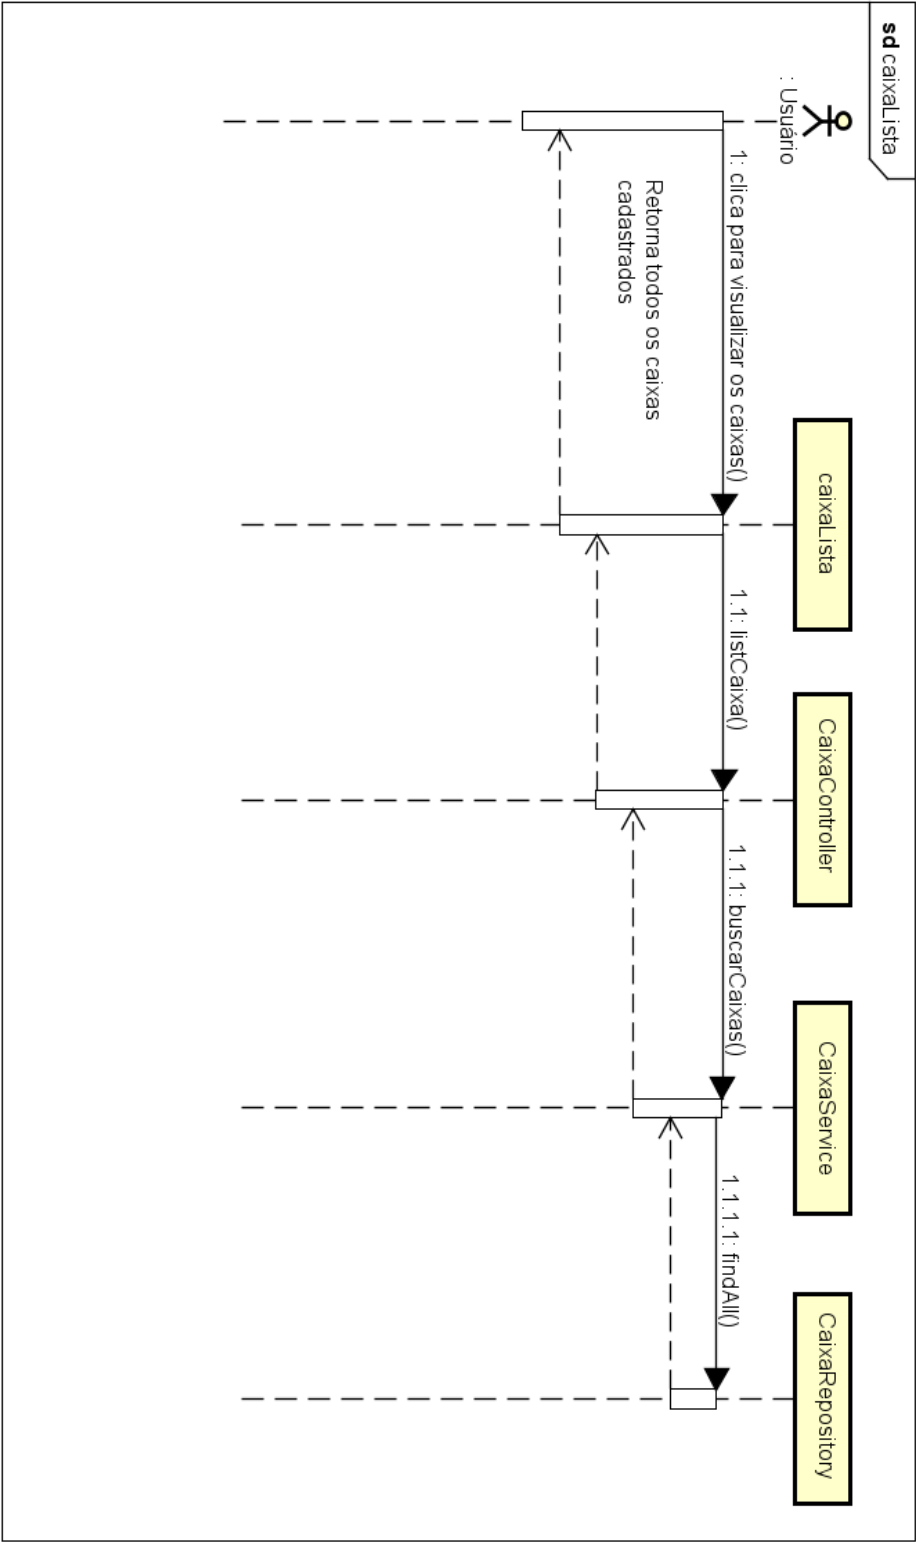 sd caixaLista
: Usuário
caixaLista
CaixaController
CaixaService
CaixaRepository
1: clica para visualizar os caixas()
1.1: listCaixa()
1.1.1: buscarCaixas()
1.1.1.1: findAll()
Retorna todos os caixas
cadastrados